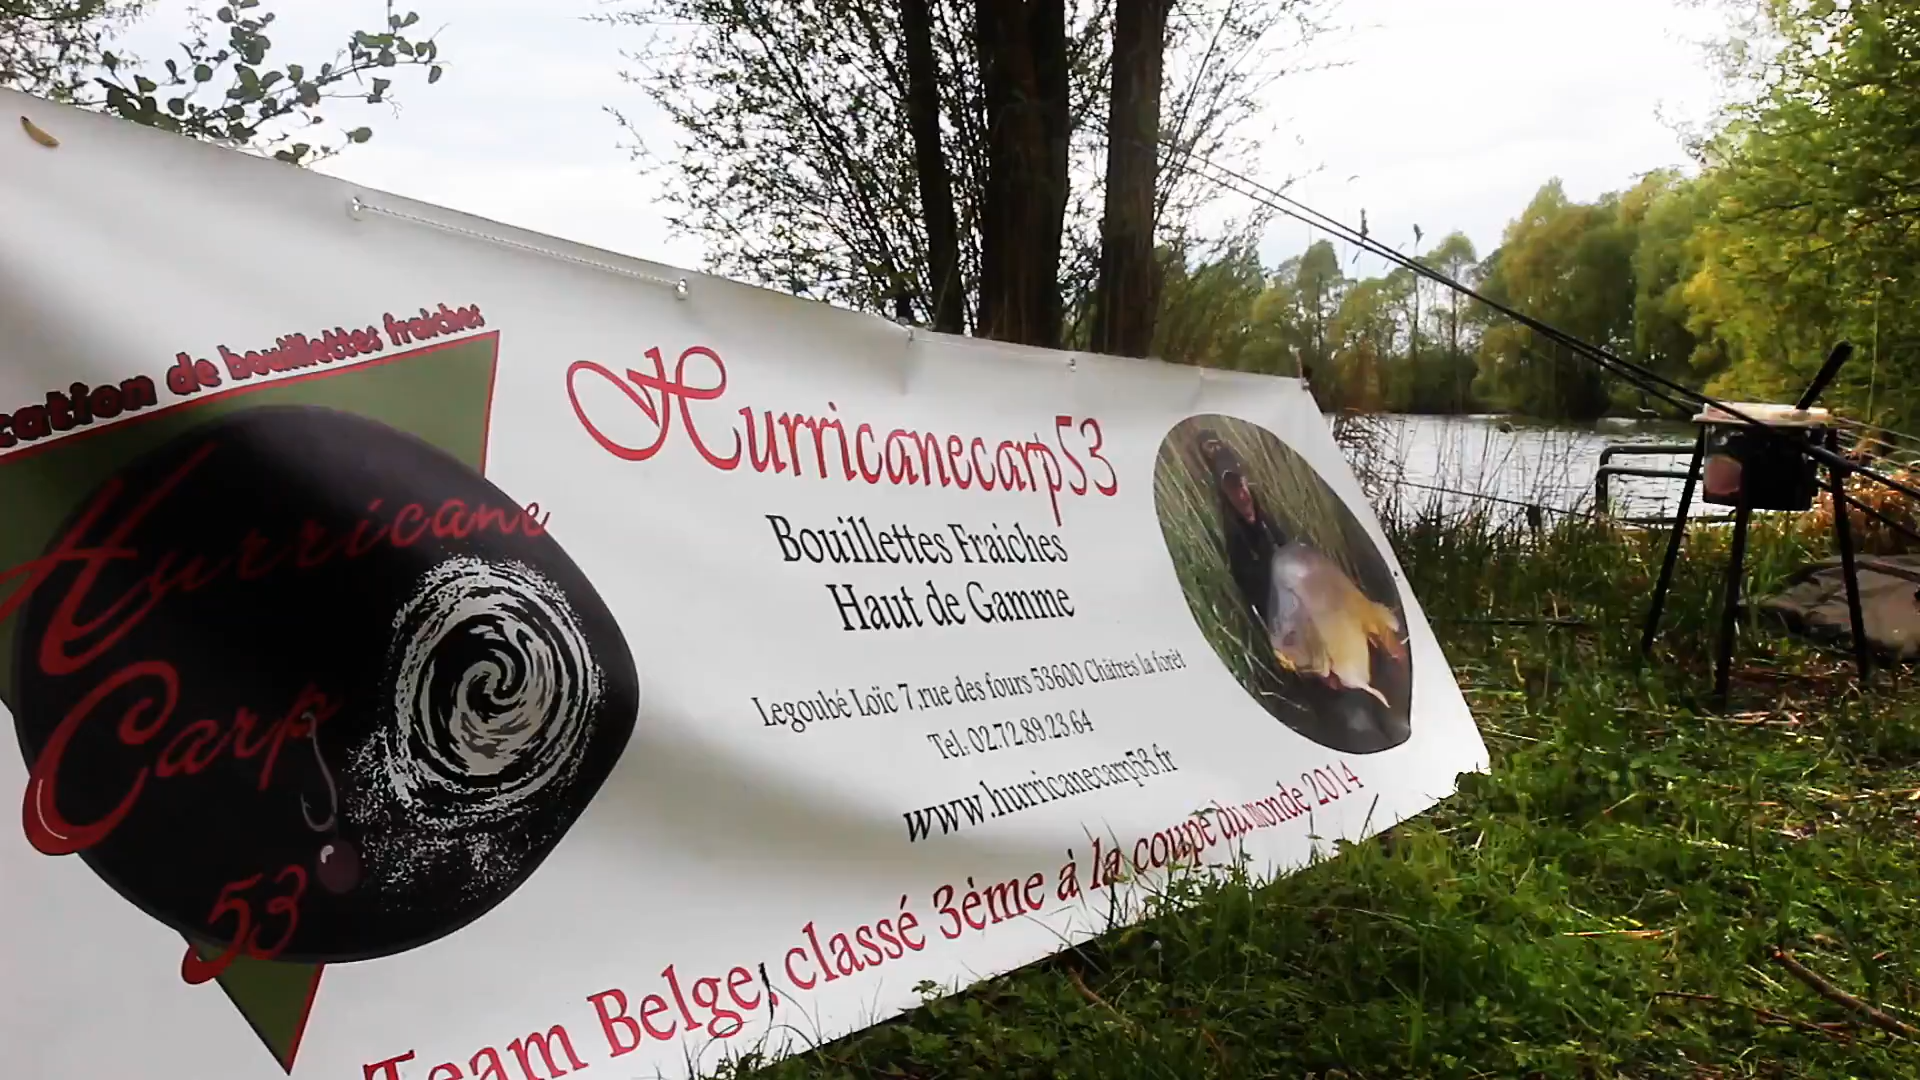 cation de bouillettes fraiches
Hurricane
Carp
53
Hurricanecarp53
Bouillettes Fraiches
Haut de Gamme
Legoubé Loïc 7,rue des fours 53600 Châtres la forêt
Tel: 02.72.89.23.64
www.hurricanecarp53.fr
Team Belge, classé 3ème à la coupe du monde 2014